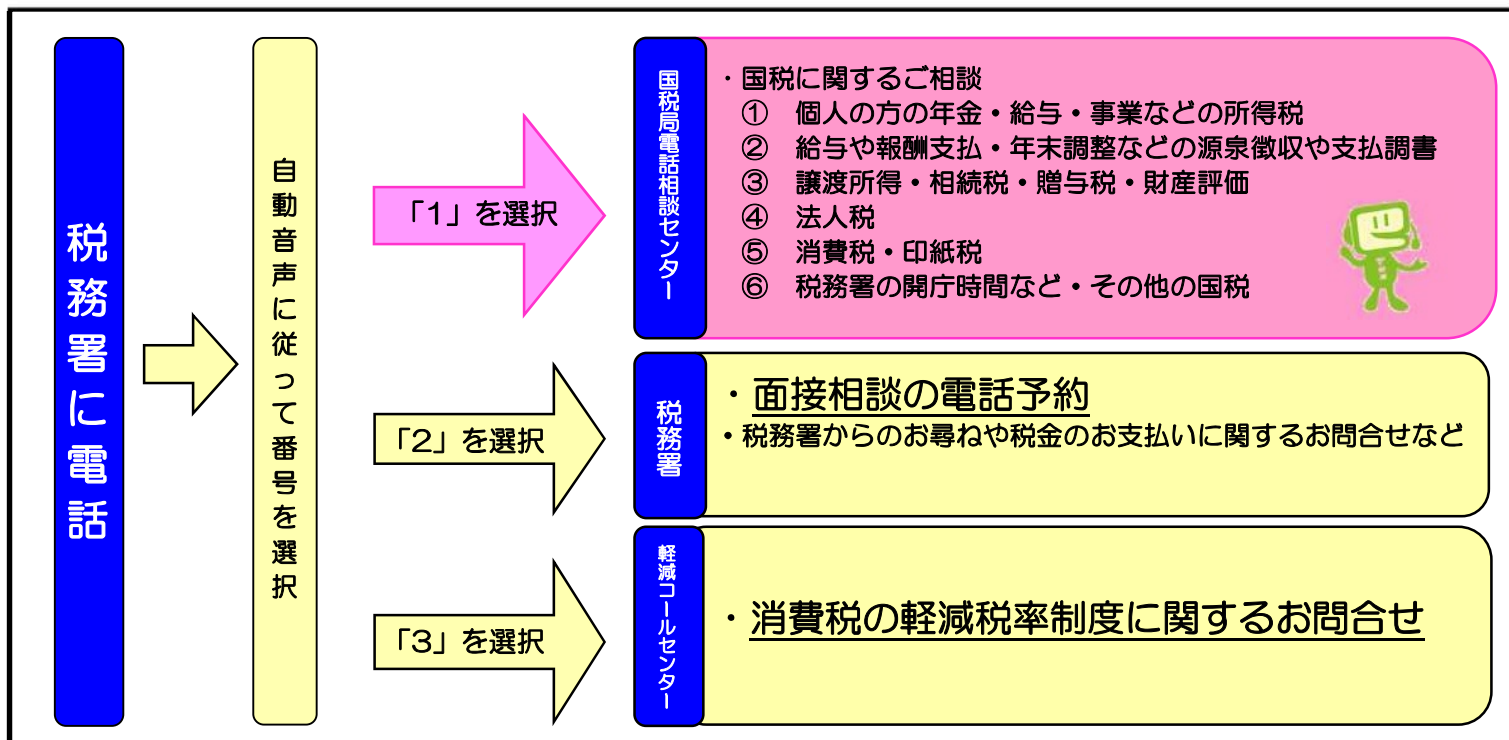 税務署に電話
自動音声に従って番号を選択
「1」を選択
国税局電話相談センター
・国税に関するご相談
①　個人の方の年金・給与・事業などの所得税
②　給与や報酬支払・年末調整などの源泉徴収や支払調書
③　譲渡所得・相続税・贈与税・財産評価
④　法人税
⑤　消費税・印紙税
⑥　税務署の開庁時間など・その他の国税
「2」を選択
税務署
・面接相談の電話予約
・税務署からのお尋ねや税金のお支払いに関するお問合せなど
「3」を選択
軽減コールセンター
・消費税の軽減税率制度に関するお問合せ